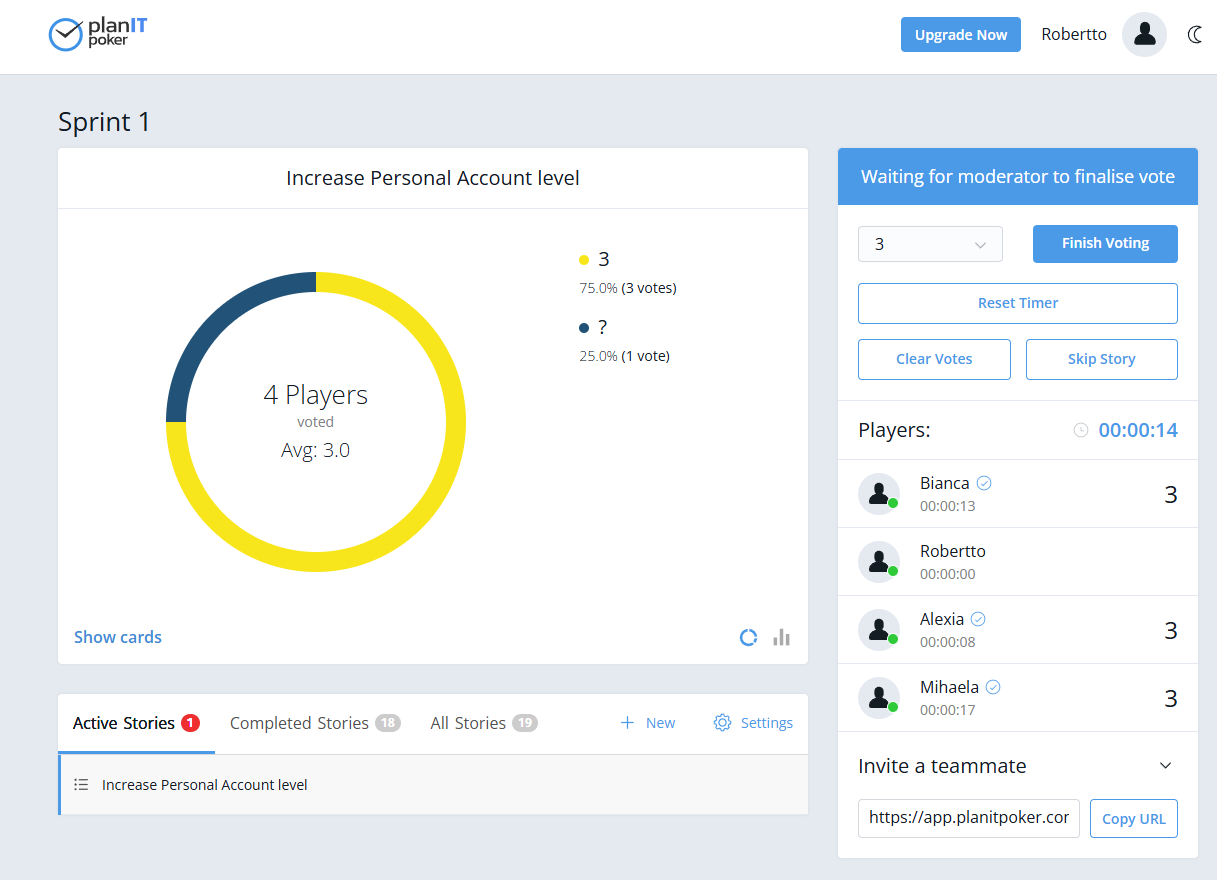 planIT
poker
Upgrade Now
Robertto
Sprint 1
Increase Personal Account level
3
75.0% (3 votes)
?
25.0% (1 vote)
4 Players
voted
Avg: 3.0
Show cards
Active Stories 1
Completed Stories 18
All Stories 19
New
Settings
Increase Personal Account level
Waiting for moderator to finalise vote
3
Finish Voting
Reset Timer
Clear Votes
Skip Story
Players:
00:00:14
Bianca
00:00:13
3
Robertto
00:00:00
Alexia
00:00:08
3
Mihaela
00:00:17
3
Invite a teammate
https://app.planitpoker.cor
Copy URL